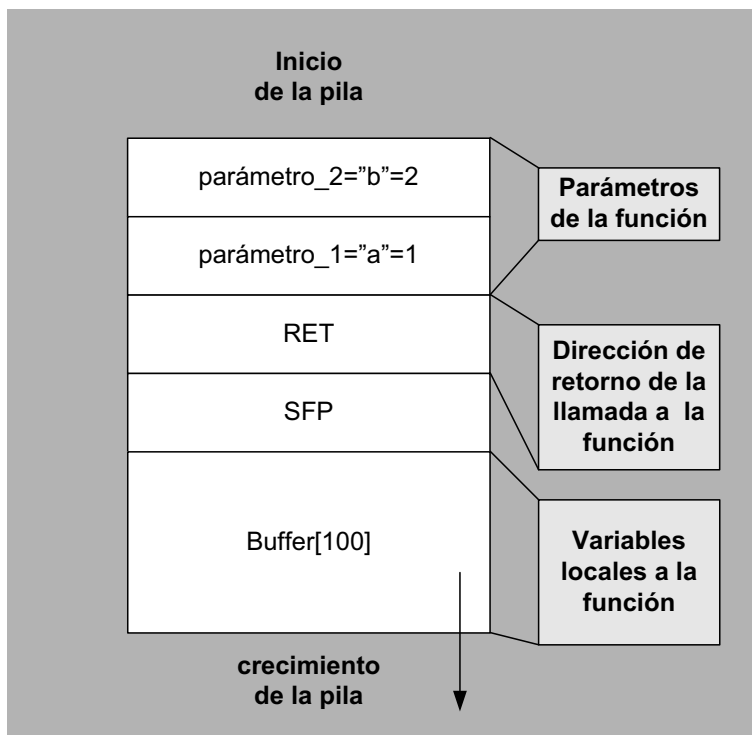 Inicio
de la pila
parámetro_2=”b”=2
parámetro_1=”a”=1
RET
SFP
Buffer[100]
Parámetros
de la función
Dirección de
retorno de la
llamada a la
función
Variables
locales a la
función
crecimiento
de la pila